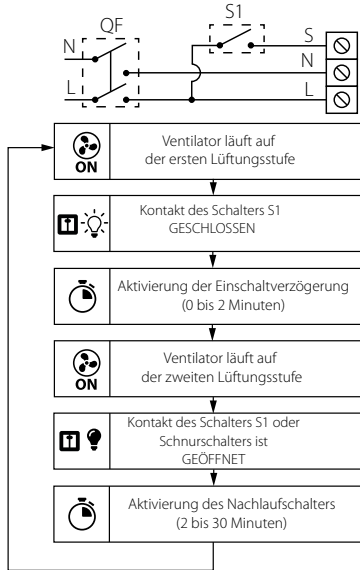 S1
QF
S
N
N
L
L
Ventilator läuft auf
der ersten Lüftungsstufe
ON
Kontakt des Schalters S1
GESCHLOSSEN
Aktivierung der Einschaltverzögerung
(0 bis 2 Minuten)
Ventilator läuft auf
der zweiten Lüftungsstufe
ON
Kontakt des Schalters S1 oder
Schnurschalters ist
GEÖFFNET
Aktivierung des Nachlaufschalters
(2 bis 30 Minuten)